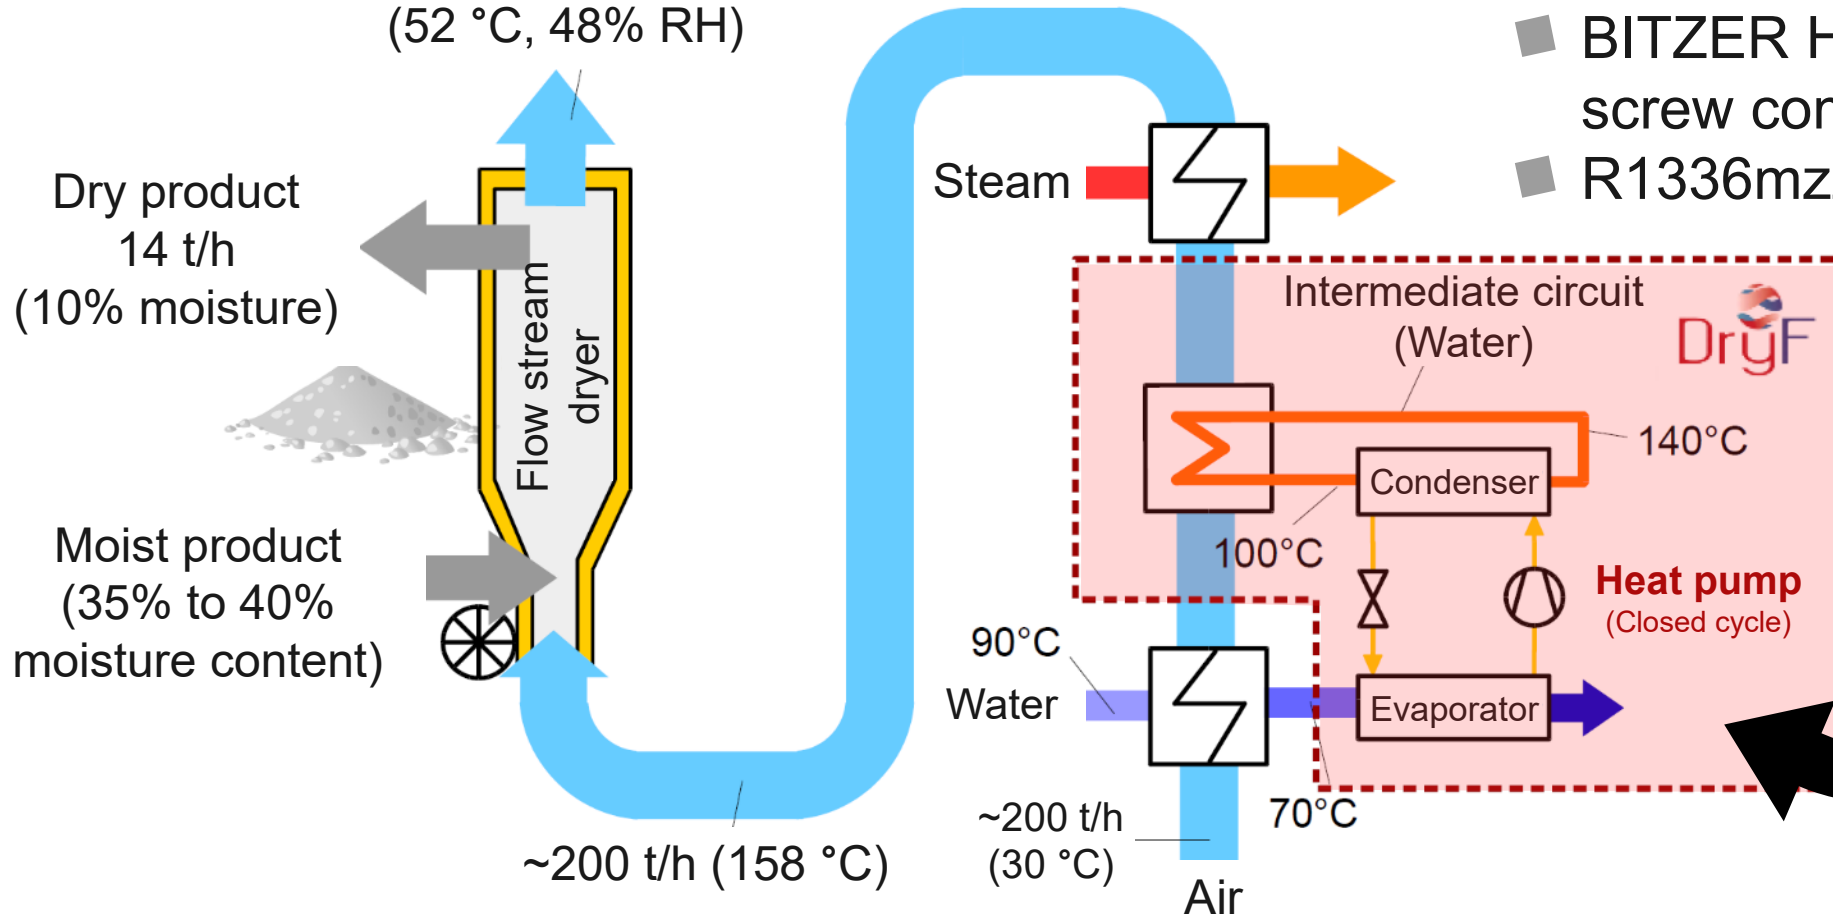 (52 °C, 48% RH)
BITZER H
screw con
R1336mz
Dry product
14 t/h
(10% moisture)
Steam
Flow stream
dryer
Intermediate circuit
(Water)
DryF
140°C
Condenser
100°C
Moist product
(35% to 40%
moisture content)
Heat pump
(Closed cycle)
90°C
Water
Evaporator
70°C
~200 t/h
(30 °C)
~200 t/h (158 °C)
Air